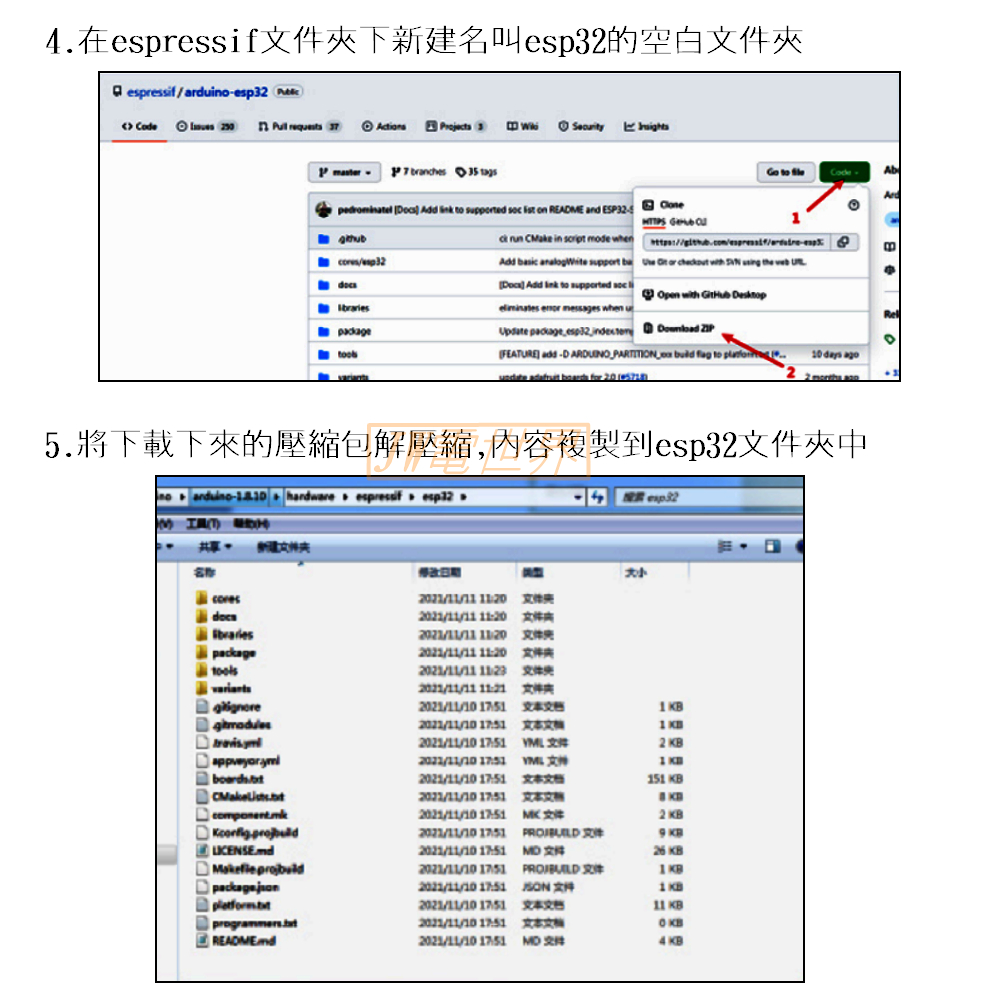 4.在espressif文件夾下新建名叫esp32的空白文件夾
espressif/arduino-esp32 Public
Code Issues 250 Pull requests 37 Actions Projects 3 Wiki Security Insights
master 7 branches 35 tags Go to file Code
Clone
HTTPS GitHub CLI
https://github.com/espressif/arduino-esp32
Use Git or checkout with SVN using the web URL.
Open with GitHub Desktop
Download ZIP
1
2
pedrominatel [Docs] Add link to supported soc list on README and ESP32-S
.github ci run CMake in script mode when
cores/esp32 Add basic analogWrite support ba
docs [Docs] Add link to supported soc li
libraries eliminates error messages when u
package Update package_esp32_index.temp
tools [FEATURE] add -D ARDUINO_PARTITION_xxx build flag to platform.txt (#... 10 days ago
variants update adafruit boards for 2.0 (#5718) 2 months ago
5.將下載下來的壓縮包解壓縮,內容複製到esp32文件夾中
電世界
ino arduino-1.8.10 hardware espressif esp32 搜索 esp32
(V) 工具(T) 帮助(H)
共享 新建文件夹
名称 修改日期 类型 大小
cores 2021/11/11 11:20 文件夹
docs 2021/11/11 11:20 文件夹
libraries 2021/11/11 11:20 文件夹
package 2021/11/11 11:20 文件夹
tools 2021/11/11 11:23 文件夹
variants 2021/11/11 11:21 文件夹
.gitignore 2021/11/10 17:51 文本文档 1 KB
.gitmodules 2021/11/10 17:51 文本文档 1 KB
.travis.yml 2021/11/10 17:51 YML 文件 2 KB
appveyor.yml 2021/11/10 17:51 YML 文件 1 KB
boards.txt 2021/11/10 17:51 文本文档 151 KB
CMakeLists.txt 2021/11/10 17:51 文本文档 8 KB
component.mk 2021/11/10 17:51 MK 文件 2 KB
Kconfig.projbuild 2021/11/10 17:51 PROJBUILD 文件 9 KB
LICENSE.md 2021/11/10 17:51 MD 文件 26 KB
Makefile.projbuild 2021/11/10 17:51 PROJBUILD 文件 1 KB
package.json 2021/11/10 17:51 JSON 文件 1 KB
platform.txt 2021/11/10 17:51 文本文档 11 KB
programmers.txt 2021/11/10 17:51 文本文档 0 KB
README.md 2021/11/10 17:51 MD 文件 4 KB